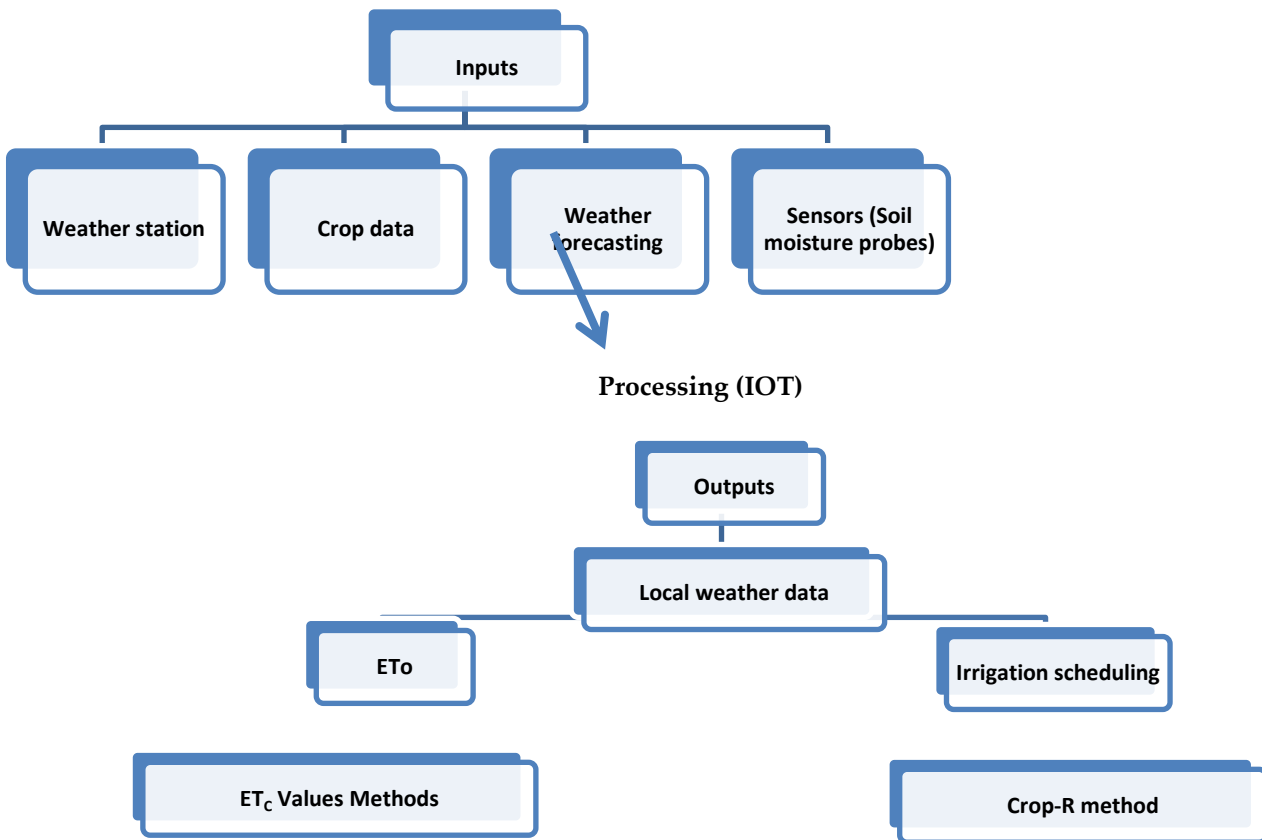 Inputs
Weather station
Crop data
Weather
forecasting
Sensors (Soil
moisture probes)
Processing (IOT)
Outputs
Local weather data
ETo
Irrigation scheduling
ETC Values Methods
Crop-R method